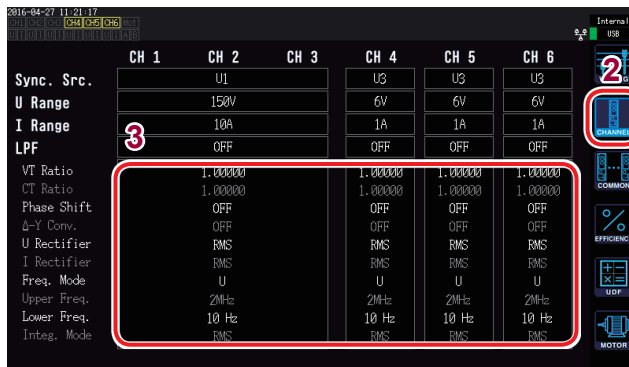 2016-04-27 11:21:17
CH1 CH2 CH3 CH4 CH5 CH6 Mot
U I U I U I U I U I U I A B
Internal
USB
CH 1 CH 2 CH 3 CH 4 CH 5 CH 6
Sync. Src. U1 U3 U3 U3
U Range 150V 6V 6V 6V
I Range 10A 1A 1A 1A
LPF OFF OFF OFF OFF
VT Ratio 1.00000 1.00000 1.00000 1.00000
CT Ratio 1.00000 1.00000 1.00000 1.00000
Phase Shift OFF OFF OFF OFF
Δ-Y Conv. OFF OFF OFF OFF
U Rectifier RMS RMS RMS RMS
I Rectifier RMS RMS RMS RMS
Freq. Mode U U U U
Upper Freq. 2MHz 2MHz 2MHz 2MHz
Lower Freq. 10 Hz 10 Hz 10 Hz 10 Hz
Integ. Mode RMS RMS RMS RMS
3
2
CHANNEL
COMMON
EFFICIENC
UDF
MOTOR